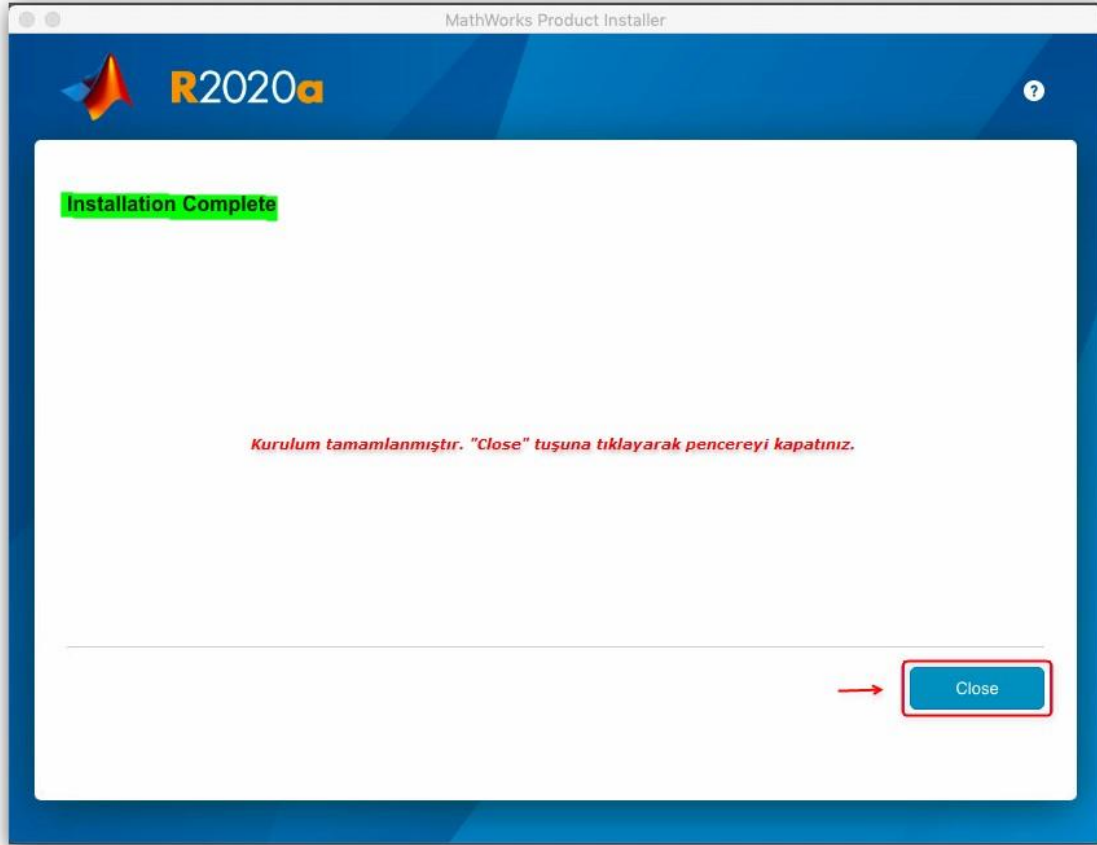 MathWorks Product Installer
R2020a
?
Installation Complete
Kurulum tamamlanmıştır. "Close" tuşuna tıklayarak pencereyi kapatınız.
Close